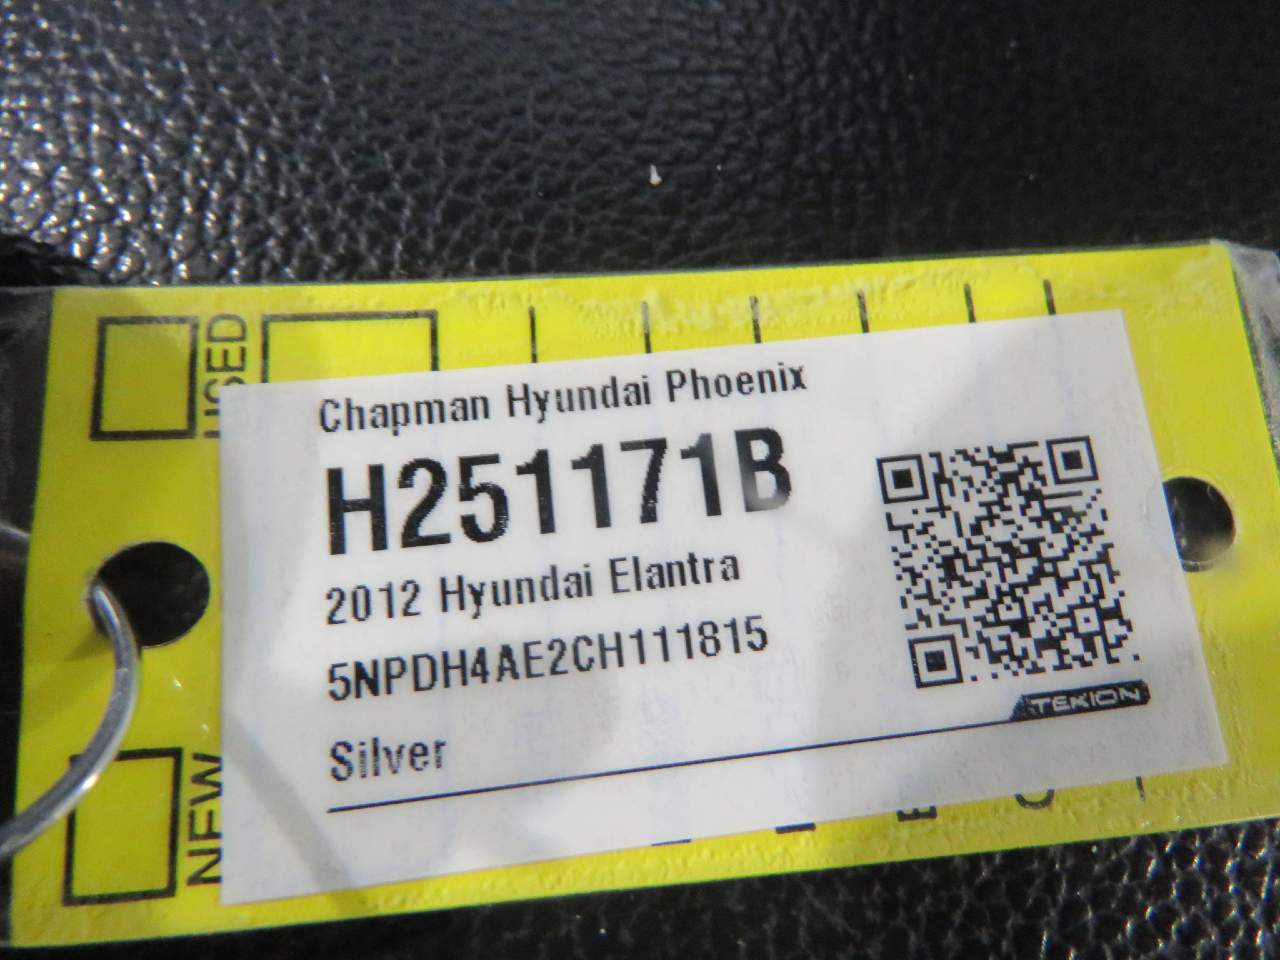 USED
Chapman Hyundai Phoenix
H251171B
2012 Hyundai Elantra
5NPDH4AE2CH111815
TEKION
Silver
NEW